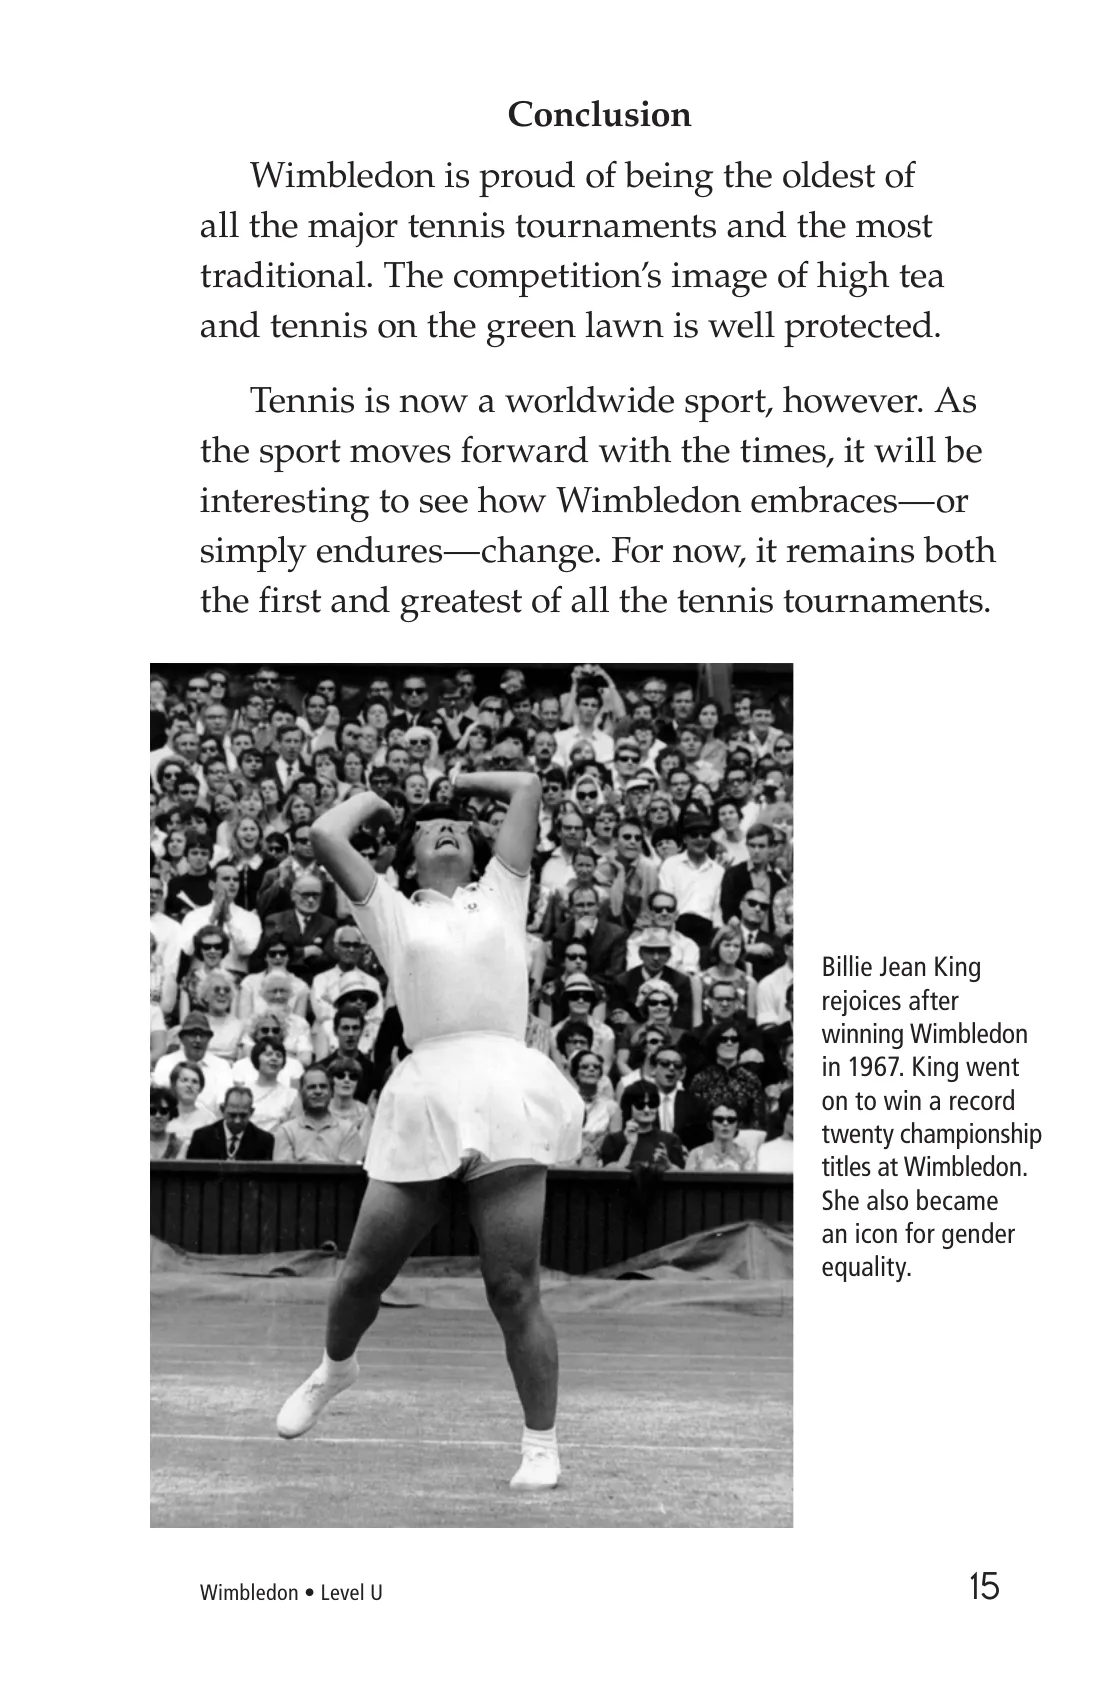 Conclusion
Wimbledon is proud of being the oldest of
all the major tennis tournaments and the most
traditional. The competition’s image of high tea
and tennis on the green lawn is well protected.
Tennis is now a worldwide sport, however. As
the sport moves forward with the times, it will be
interesting to see how Wimbledon embraces—or
simply endures—change. For now, it remains both
the first and greatest of all the tennis tournaments.
Billie Jean King
rejoices after
winning Wimbledon
in 1967. King went
on to win a record
twenty championship
titles at Wimbledon.
She also became
an icon for gender
equality.
Wimbledon • Level U
15